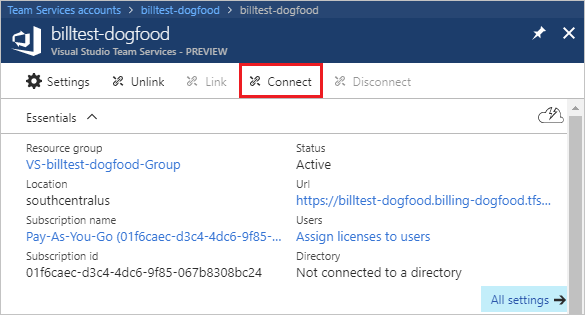 Team Services accounts > billtest-dogfood > billtest-dogfood
billtest-dogfood
Visual Studio Team Services - PREVIEW
Settings Unlink Link Connect Disconnect
Essentials
Resource group
VS-billtest-dogfood-Group
Location
southcentralus
Subscription name
Pay-As-You-Go (01f6caec-d3c4-4dc6-9f85-...
Subscription id
01f6caec-d3c4-4dc6-9f85-067b8308bc24
Status
Active
Url
https://billtest-dogfood.billing-dogfood.tfs...
Users
Assign licenses to users
Directory
Not connected to a directory
All settings →